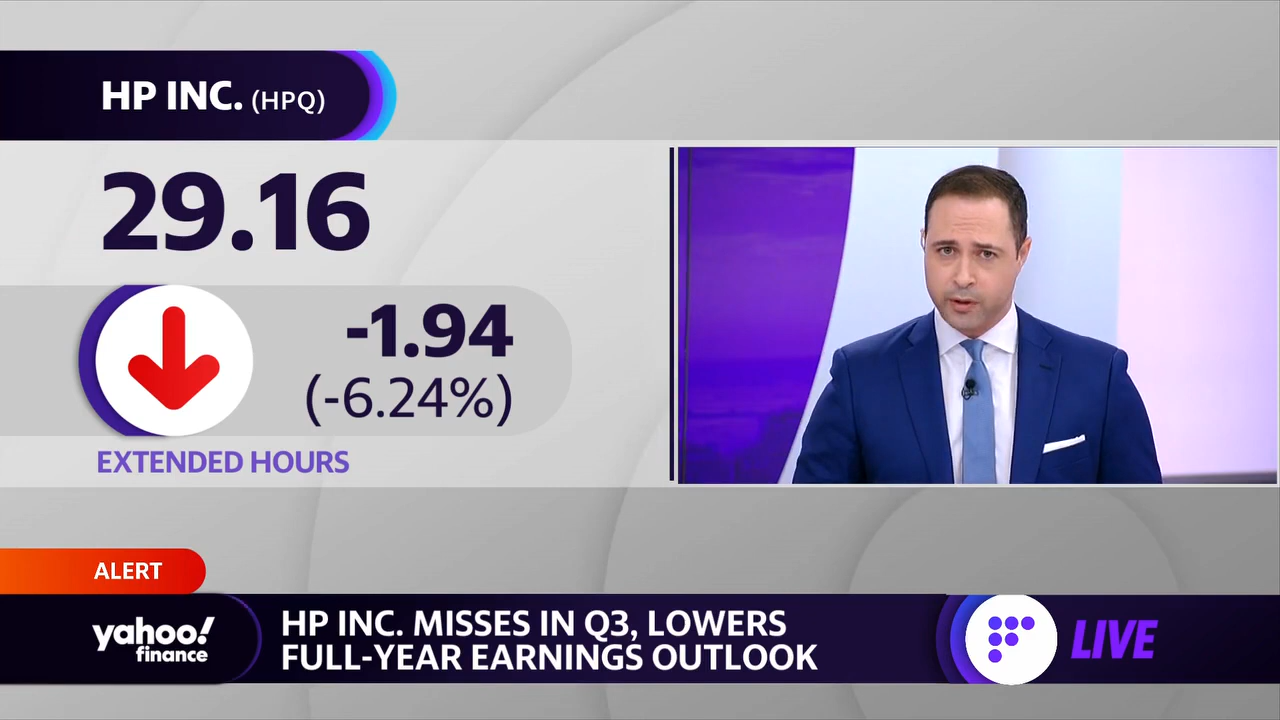 HP INC. (HPQ)
29.16
-1.94
(-6.24%)
EXTENDED HOURS
ALERT
yahoo!
finance
HP INC. MISSES IN Q3, LOWERS
FULL-YEAR EARNINGS OUTLOOK
LIVE